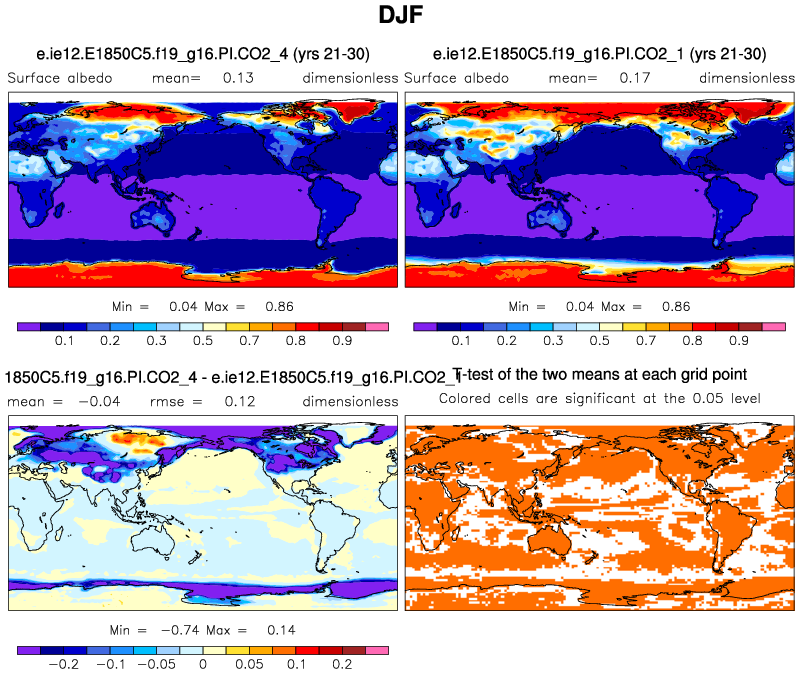 DJF
e.ie12.E1850C5.f19_g16.PI.CO2_4 (yrs 21-30)
Surface albedo mean= 0.13 dimensionless
Min = 0.04 Max = 0.86
0.1 0.2 0.3 0.5 0.7 0.8 0.9
e.ie12.E1850C5.f19_g16.PI.CO2_1 (yrs 21-30)
Surface albedo mean= 0.17 dimensionless
Min = 0.04 Max = 0.86
0.1 0.2 0.3 0.5 0.7 0.8 0.9
1850C5.f19_g16.PI.CO2_4 - e.ie12.E1850C5.f19_g16.PI.CO2_1
mean = -0.04 rmse = 0.12 dimensionless
Min = -0.74 Max = 0.14
-0.2 -0.1 -0.05 0 0.05 0.1 0.2
T-test of the two means at each grid point
Colored cells are significant at the 0.05 level